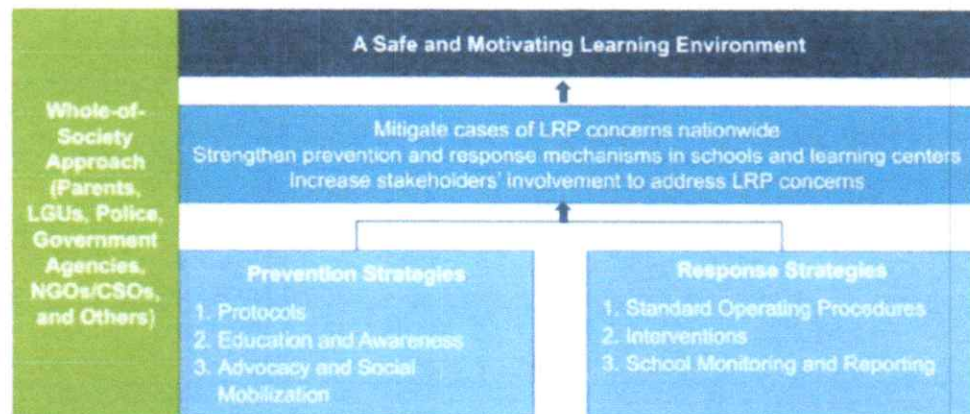 A Safe and Motivating Learning Environment
Whole-of-
Society
Approach
(Parents,
LGUs, Police,
Government
Agencies,
NGOs/CSOs,
and Others)
Mitigate cases of LRP concerns nationwide
Strengthen prevention and response mechanisms in schools and learning centers
Increase stakeholders' involvement to address LRP concerns
Prevention Strategies
1. Protocols
2. Education and Awareness
3. Advocacy and Social
Mobilization
Response Strategies
1. Standard Operating Procedures
2. Interventions
3. School Monitoring and Reporting